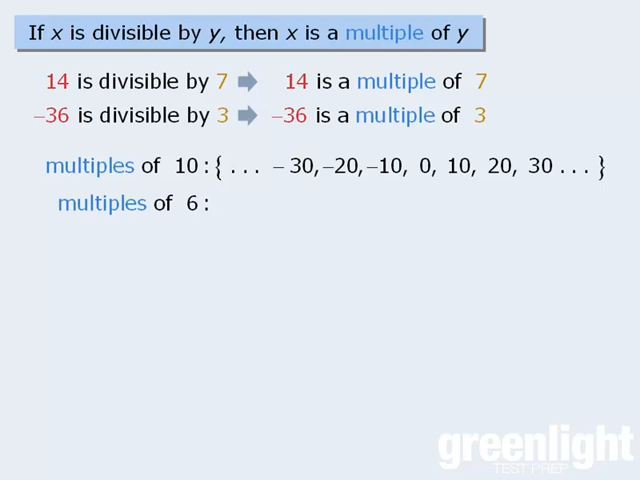 If x is divisible by y, then x is a multiple of y
14 is divisible by 7 ➡ 14 is a multiple of 7
–36 is divisible by 3 ➡ –36 is a multiple of 3
multiples of 10 : { . . . – 30, –20, –10, 0, 10, 20, 30 . . . }
multiples of 6 :
greenlight
TEST PREP